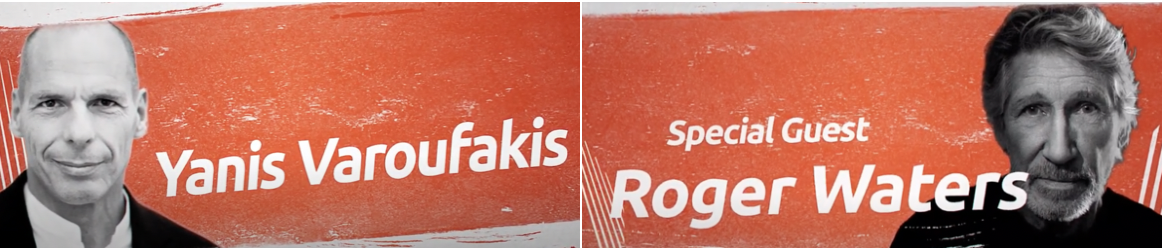 Yanis Varoufakis
Special Guest
Roger Waters